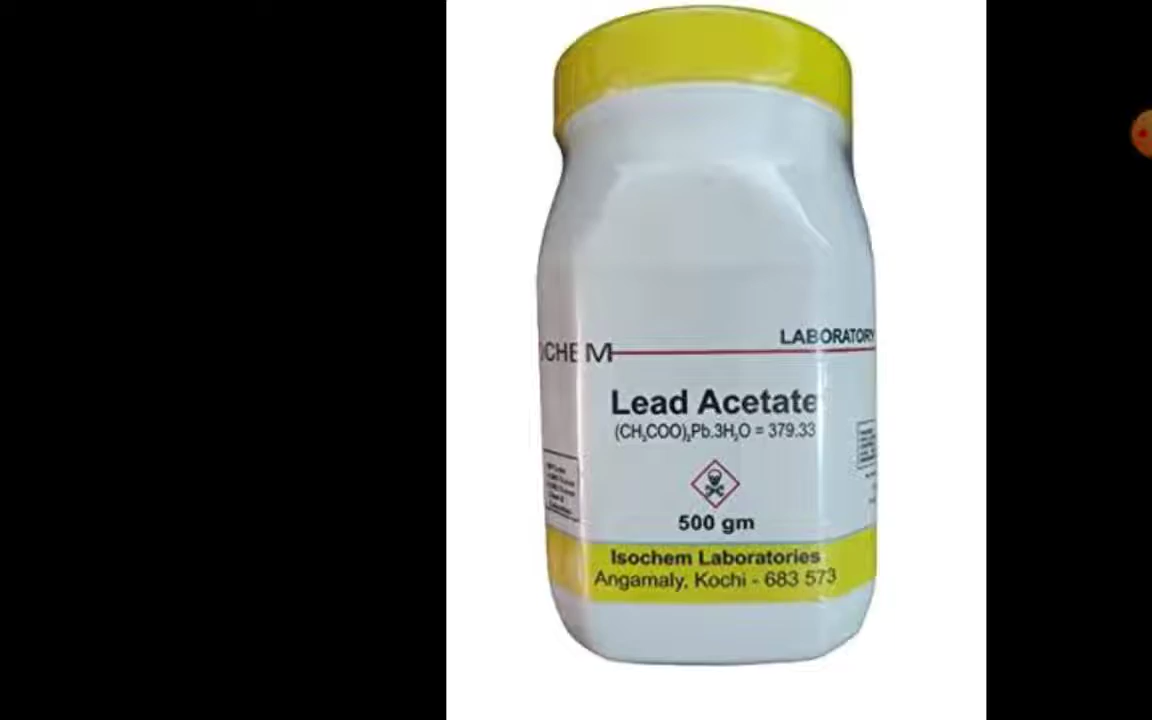 OCHEM
LABORATORY
Lead Acetate
(CH₃COO)₂Pb.3H₂O = 379.33
500 gm
Isochem Laboratories
Angamaly, Kochi - 683 573